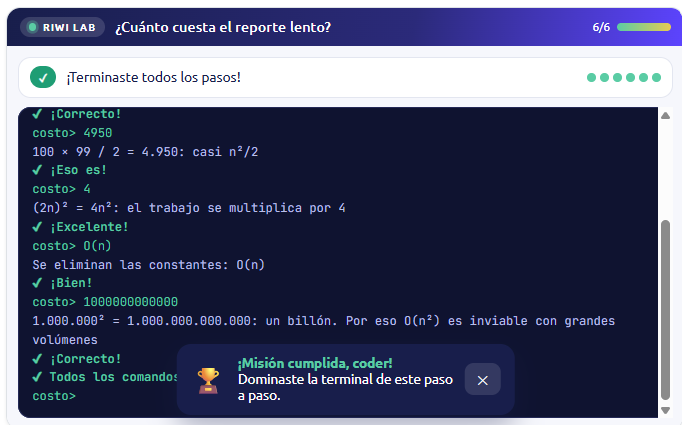 RIWI LAB
¿Cuánto cuesta el reporte lento?
6/6
¡Terminaste todos los pasos!
✔ ¡Correcto!
costo> 4950
100 × 99 / 2 = 4.950: casi n²/2
✔ ¡Eso es!
costo> 4
(2n)² = 4n²: el trabajo se multiplica por 4
✔ ¡Excelente!
costo> O(n)
Se eliminan las constantes: O(n)
✔ ¡Bien!
costo> 1000000000000
1.000.000² = 1.000.000.000.000: un billón. Por eso O(n²) es inviable con grandes
volúmenes
✔ ¡Correcto!
✔ Todos los comandos
costo>
¡Misión cumplida, coder!
Dominaste la terminal de este paso
a paso.